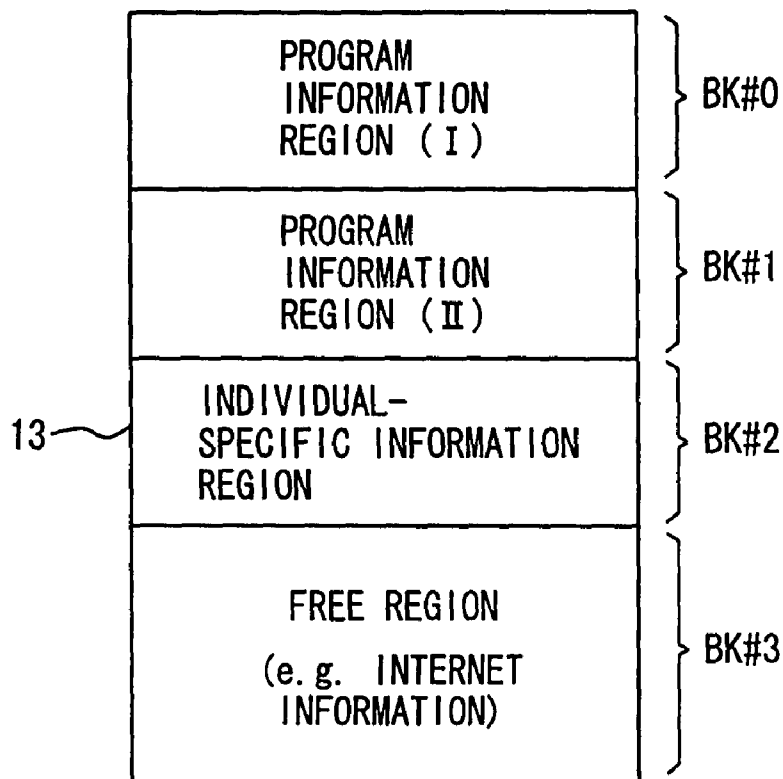 PROGRAM
INFORMATION
REGION (I)
BK#0
PROGRAM
INFORMATION
REGION (II)
BK#1
13
INDIVIDUAL-
SPECIFIC INFORMATION
REGION
BK#2
FREE REGION
(e.g. INTERNET
INFORMATION)
BK#3